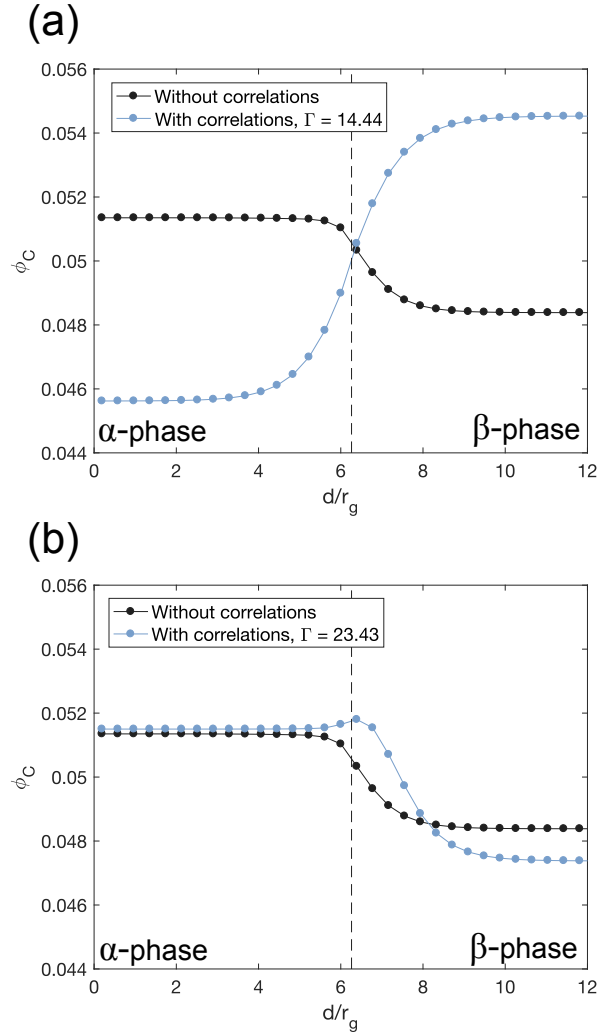 (a)
0.056
0.054
0.052
0.05
0.048
0.046
0.044
ϕC
Without correlations
With correlations, Γ = 14.44
α-phase
β-phase
0 2 4 6 8 10 12
d/rg
(b)
0.056
0.054
0.052
0.05
0.048
0.046
0.044
ϕC
Without correlations
With correlations, Γ = 23.43
α-phase
β-phase
0 2 4 6 8 10 12
d/rg